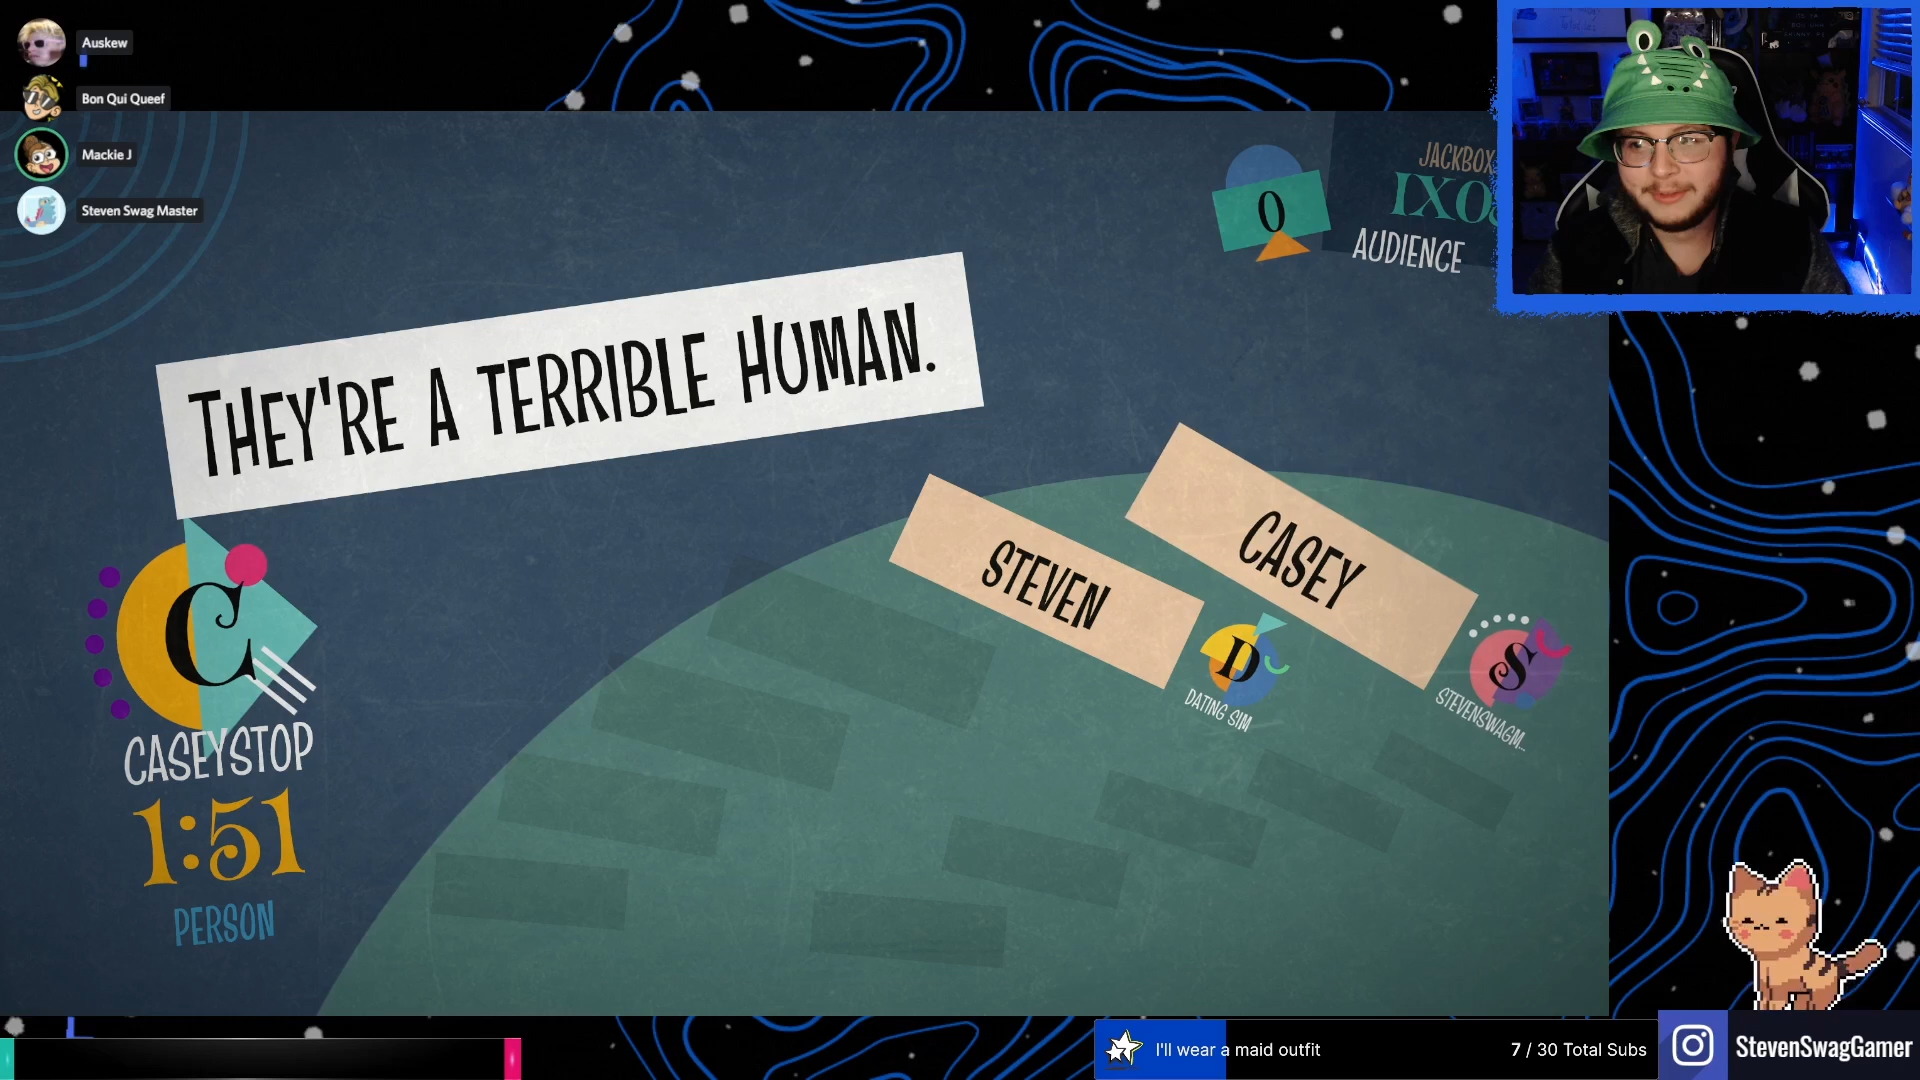 Auskew
Bon Qui Queef
Mackie J
Steven Swag Master
0
JACKBOX
AUDIENCE
THEY'RE A TERRIBLE HUMAN.
STEVEN
CASEY
D
DATING SIM
S
STEVENSWAGM...
C
CASEYSTOP
1:51
PERSON
I'll wear a maid outfit
7 / 30 Total Subs
StevenSwagGamer